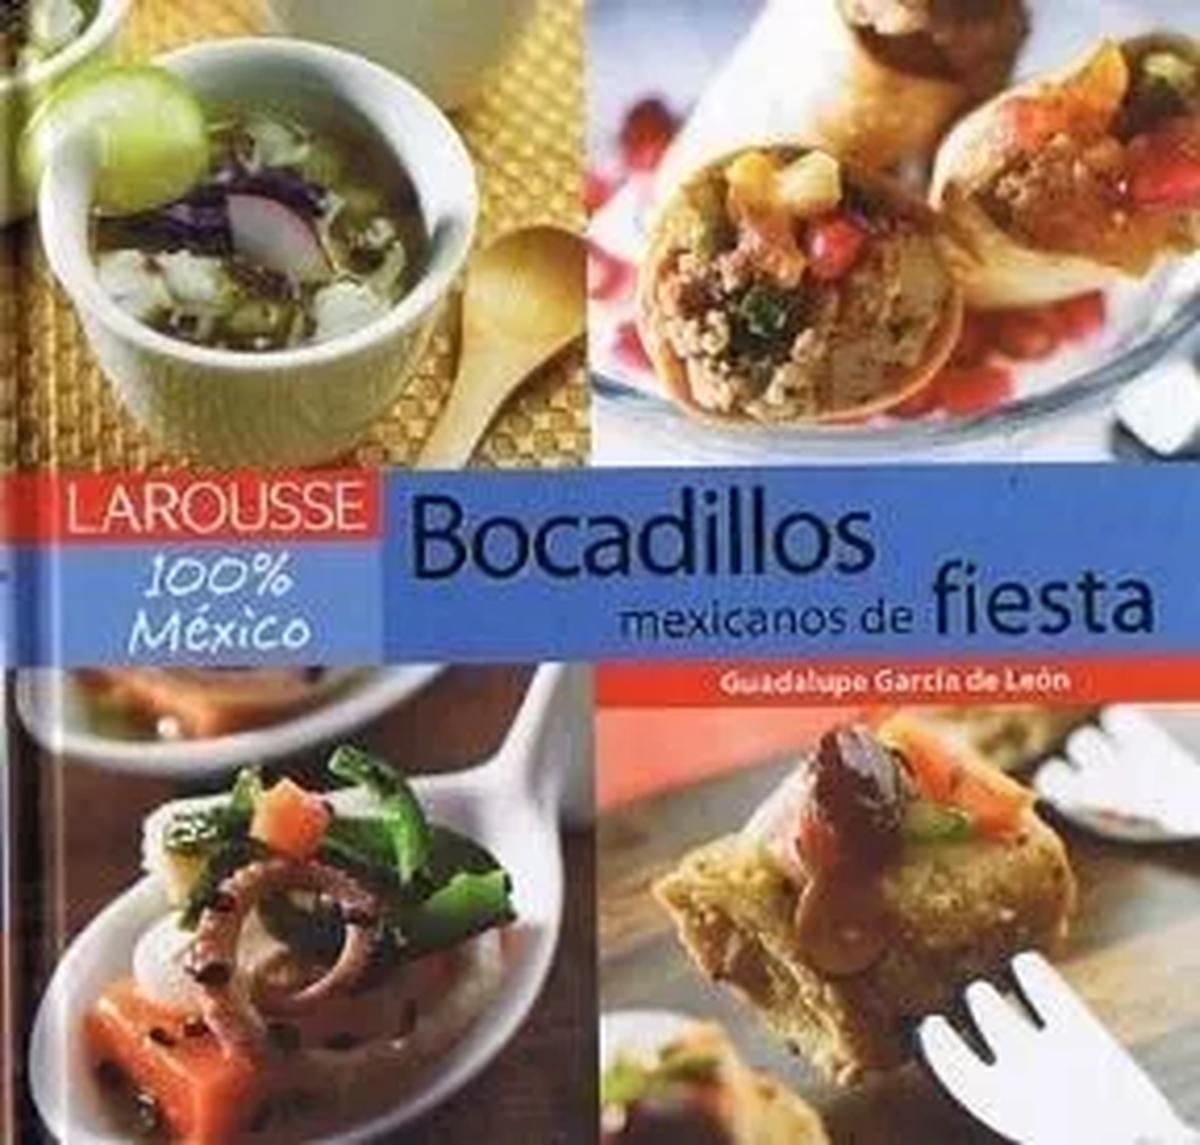 LAROUSSE
100%
México
Bocadillos
mexicanos de fiesta
Guadalupe García de León